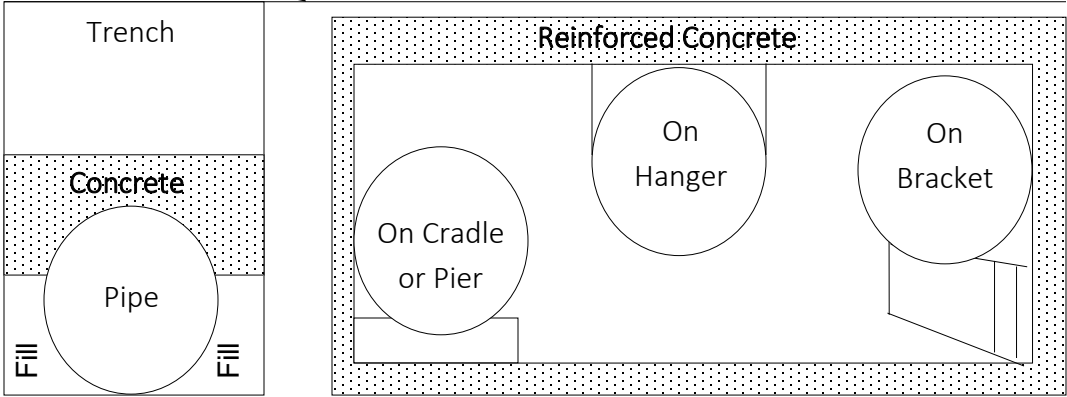 Trench
Concrete
Pipe
Fill
Fill
Reinforced Concrete
On Cradle
or Pier
On
Hanger
On
Bracket